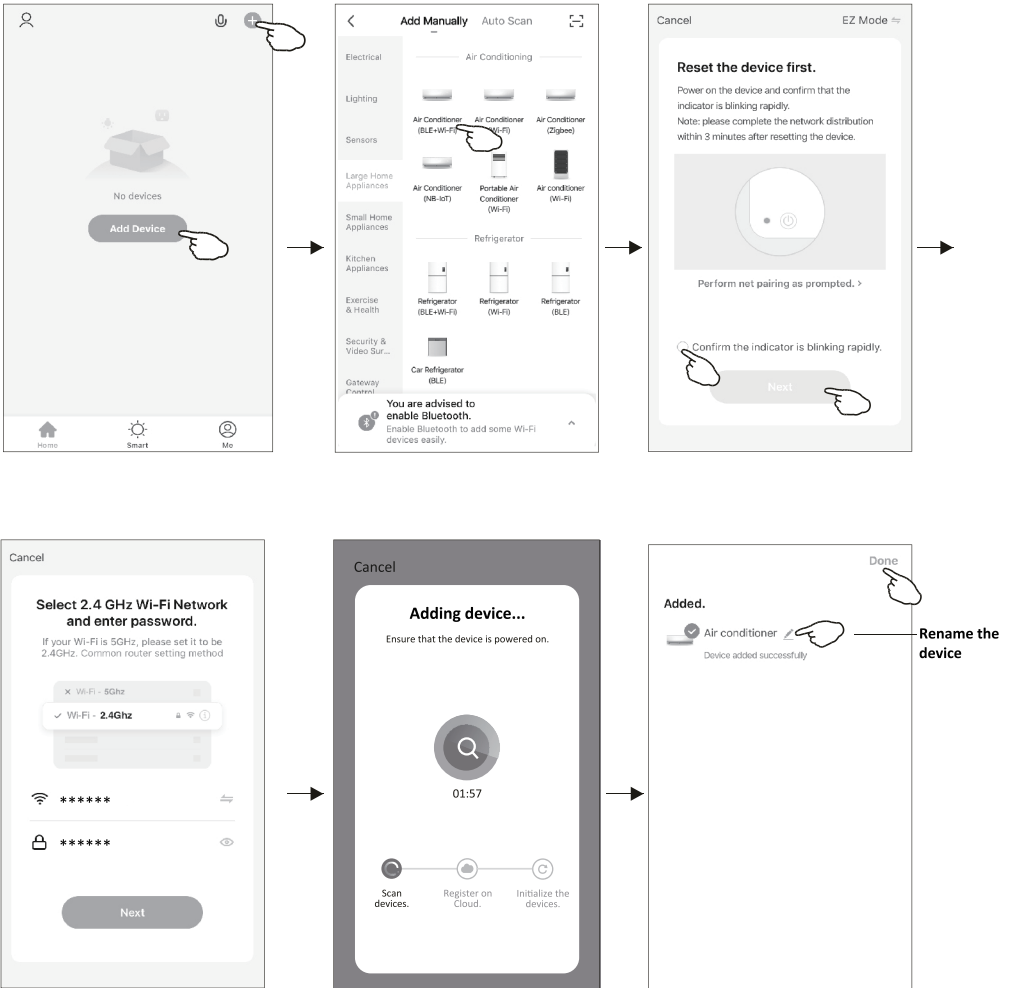 No devices
Add Device
Home
Smart
Me
Add Manually Auto Scan
Electrical
Lighting
Sensors
Large Home
Appliances
Small Home
Appliances
Kitchen
Appliances
Exercise
& Health
Security &
Video Sur...
Gateway
Control
Air Conditioning
Air Conditioner
(BLE+Wi-Fi)
Air Conditioner
(Wi-Fi)
Air Conditioner
(Zigbee)
Air Conditioner
(NB-IoT)
Portable Air
Conditioner
(Wi-Fi)
Air conditioner
(Wi-Fi)
Refrigerator
Refrigerator
(BLE+Wi-Fi)
Refrigerator
(Wi-Fi)
Refrigerator
(BLE)
Car Refrigerator
(BLE)
You are advised to
enable Bluetooth.
Enable Bluetooth to add some Wi-Fi
devices easily.
Cancel
EZ Mode
Reset the device first.
Power on the device and confirm that the
indicator is blinking rapidly.
Note: please complete the network distribution
within 3 minutes after resetting the device.
Perform net pairing as prompted. >
Confirm the indicator is blinking rapidly.
Next
Cancel
Select 2.4 GHz Wi-Fi Network
and enter password.
If your Wi-Fi is 5GHz, please set it to be
2.4GHz. Common router setting method
× Wi-Fi - 5Ghz
✓ Wi-Fi - 2.4Ghz
******
******
Next
Cancel
Adding device...
Ensure that the device is powered on.
01:57
Scan
devices.
Register on
Cloud.
Initialize the
devices.
Done
Added.
Air conditioner
Device added successfully
Rename the
device